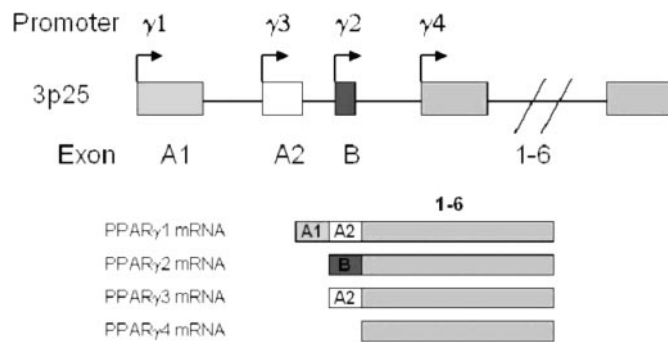 Promoter γ1 γ3 γ2 γ4
3p25
Exon A1 A2 B 1-6
1-6
PPARγ1 mRNA A1 A2
PPARγ2 mRNA B
PPARγ3 mRNA A2
PPARγ4 mRNA